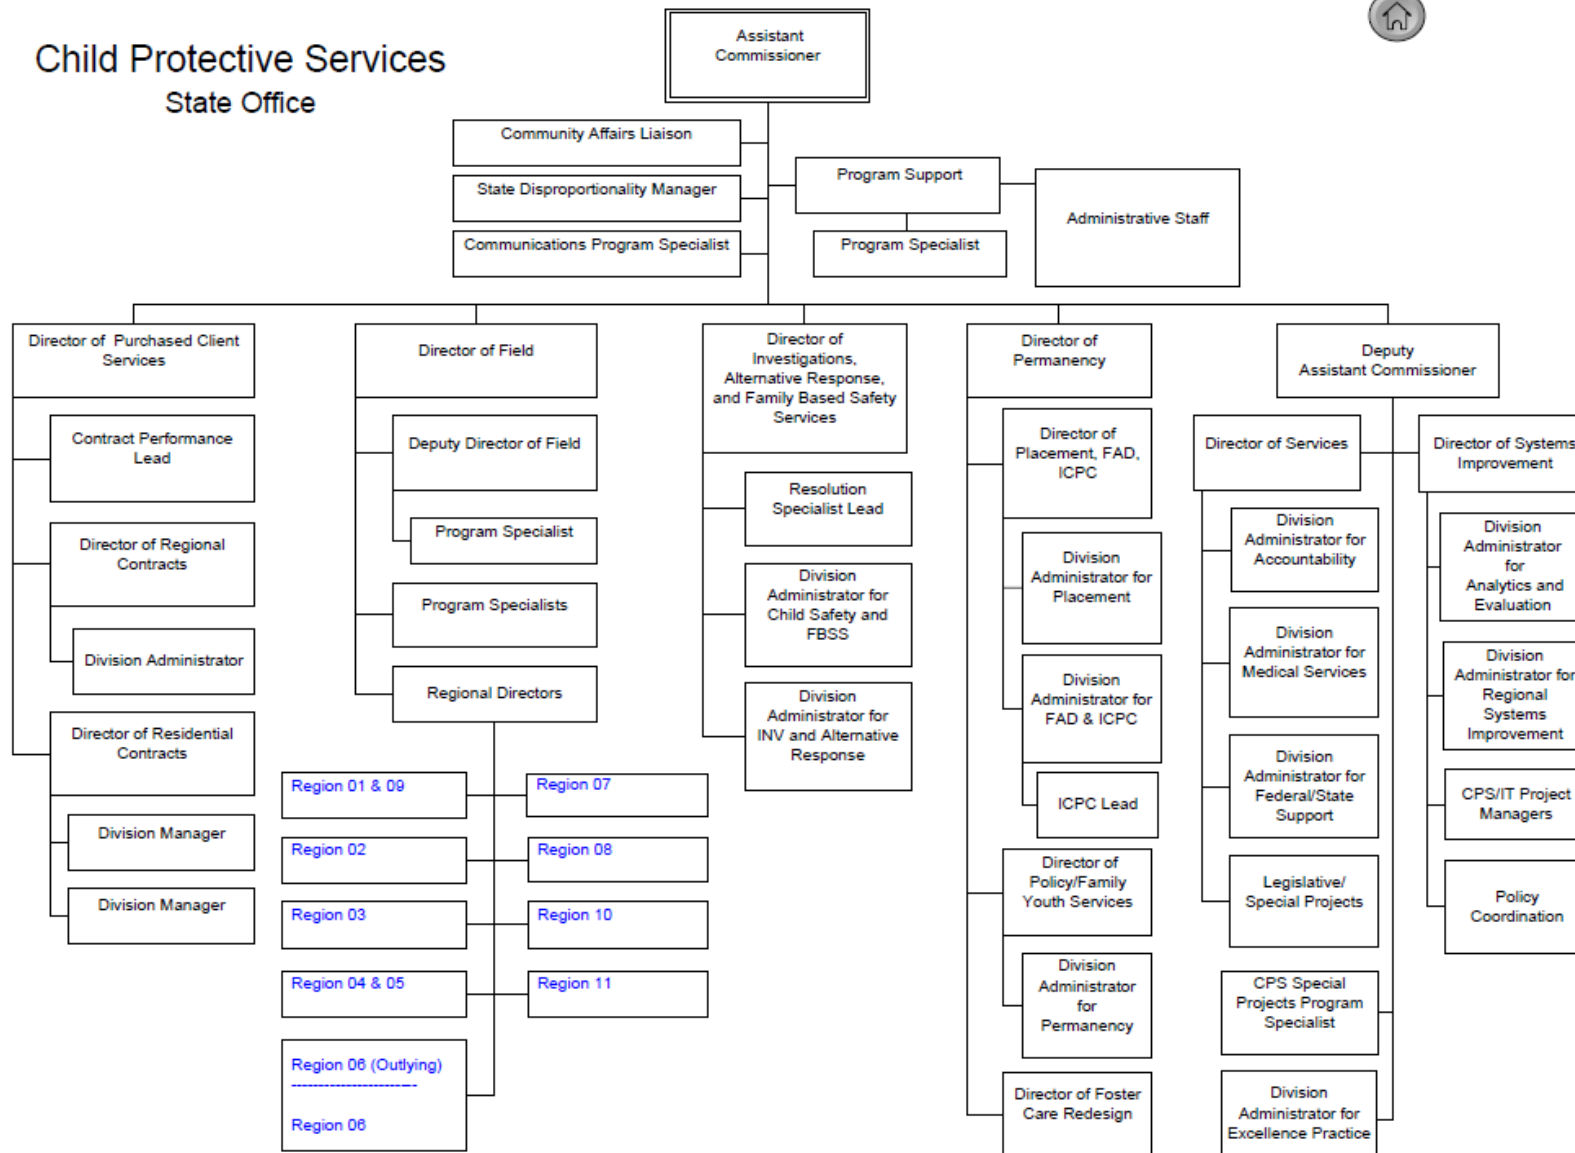 Child Protective Services
State Office
Assistant
Commissioner
Community Affairs Liaison
State Disproportionality Manager
Communications Program Specialist
Program Support
Program Specialist
Administrative Staff
Director of Purchased Client
Services
Contract Performance
Lead
Director of Regional
Contracts
Division Administrator
Director of Residential
Contracts
Division Manager
Division Manager
Director of Field
Deputy Director of Field
Program Specialist
Program Specialists
Regional Directors
Region 01 & 09
Region 07
Region 02
Region 08
Region 03
Region 10
Region 04 & 05
Region 11
Region 06 (Outlying)
------------------------
Region 06
Director of
Investigations,
Alternative Response,
and Family Based Safety
Services
Resolution
Specialist Lead
Division
Administrator for
Child Safety and
FBSS
Division
Administrator for
INV and Alternative
Response
Director of
Permanency
Director of
Placement, FAD,
ICPC
Division
Administrator for
Placement
Division
Administrator for
FAD & ICPC
ICPC Lead
Director of
Policy/Family
Youth Services
Division
Administrator
for
Permanency
Director of Foster
Care Redesign
Deputy
Assistant Commissioner
Director of Services
Division
Administrator for
Accountability
Division
Administrator for
Medical Services
Division
Administrator for
Federal/State
Support
Legislative/
Special Projects
CPS Special
Projects Program
Specialist
Division
Administrator for
Excellence Practice
Director of Systems
Improvement
Division
Administrator
for
Analytics and
Evaluation
Division
Administrator for
Regional
Systems
Improvement
CPS/IT Project
Managers
Policy
Coordination